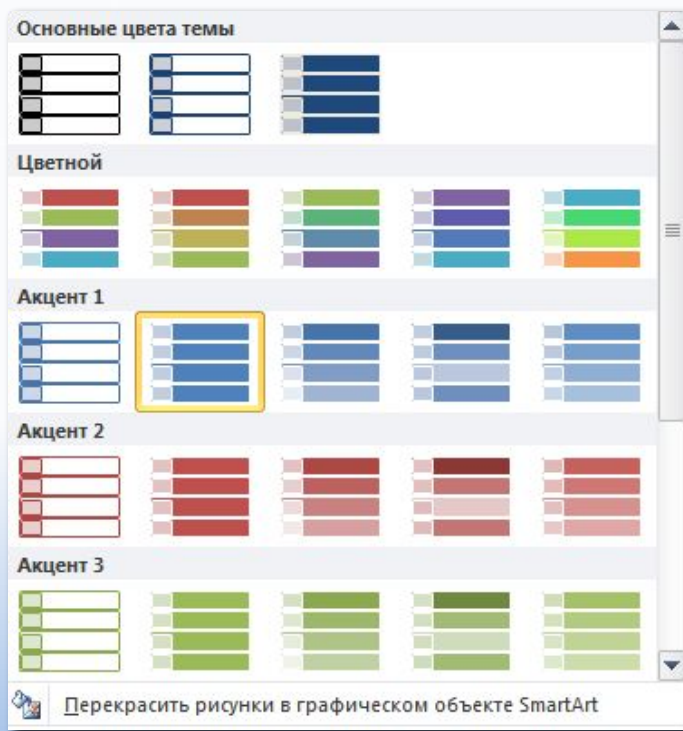 Основные цвета темы
Цветной
Акцент 1
Акцент 2
Акцент 3
Перекрасить рисунки в графическом объекте SmartArt